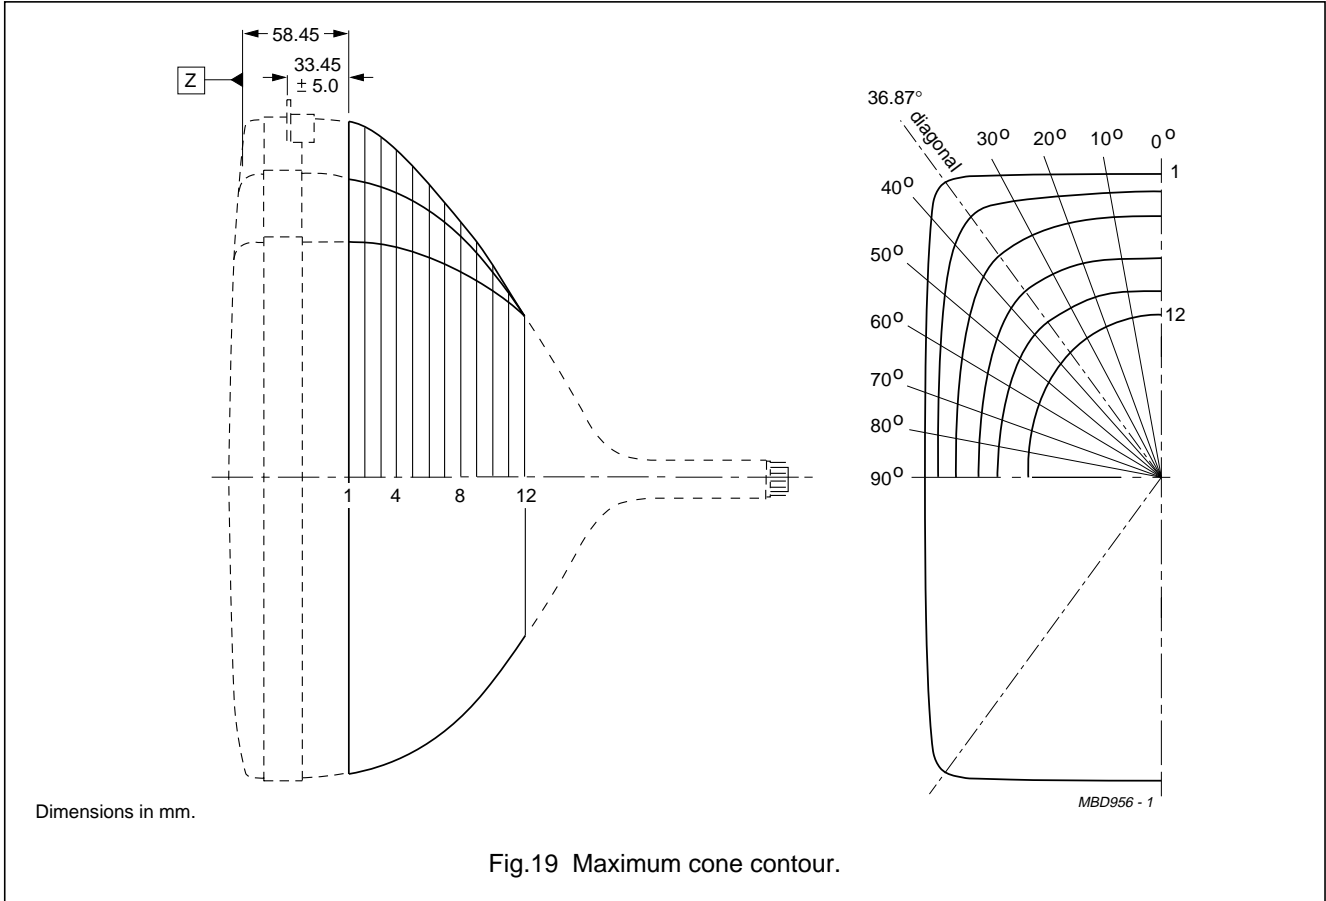 58.45
33.45
± 5.0
Z
1 4 8 12
36.87°
diagonal
30° 20° 10° 0°
40°
50°
60°
70°
80°
90°
1
12
MBD956 - 1
Dimensions in mm.
Fig.19 Maximum cone contour.